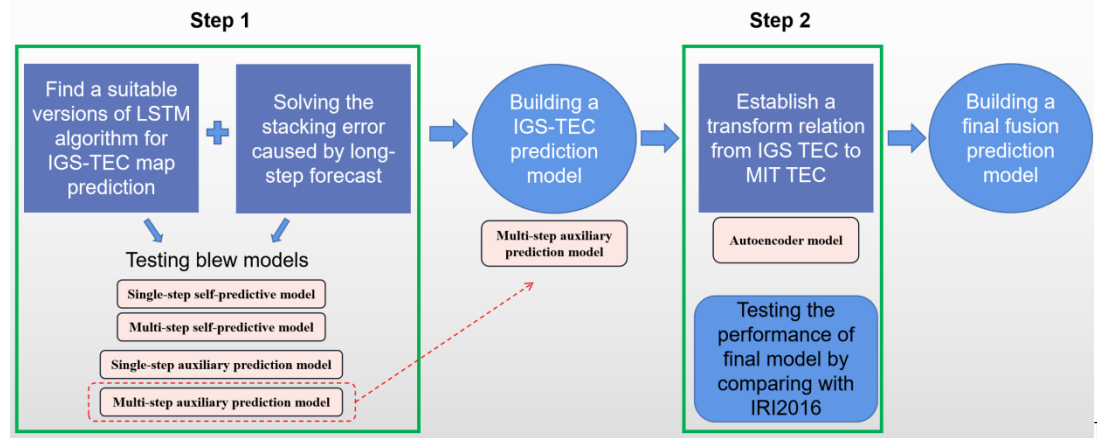 Step 1
Step 2
Find a suitable
versions of LSTM
algorithm for
IGS-TEC map
prediction
Solving the
stacking error
caused by long-
step forecast
Testing blew models
Single-step self-predictive model
Multi-step self-predictive model
Single-step auxiliary prediction model
Multi-step auxiliary prediction model
Building a
IGS-TEC
prediction
model
Multi-step auxiliary
prediction model
Establish a
transform relation
from IGS TEC to
MIT TEC
Autoencoder model
Testing the
performance of
final model by
comparing with
IRI2016
Building a
final fusion
prediction
model